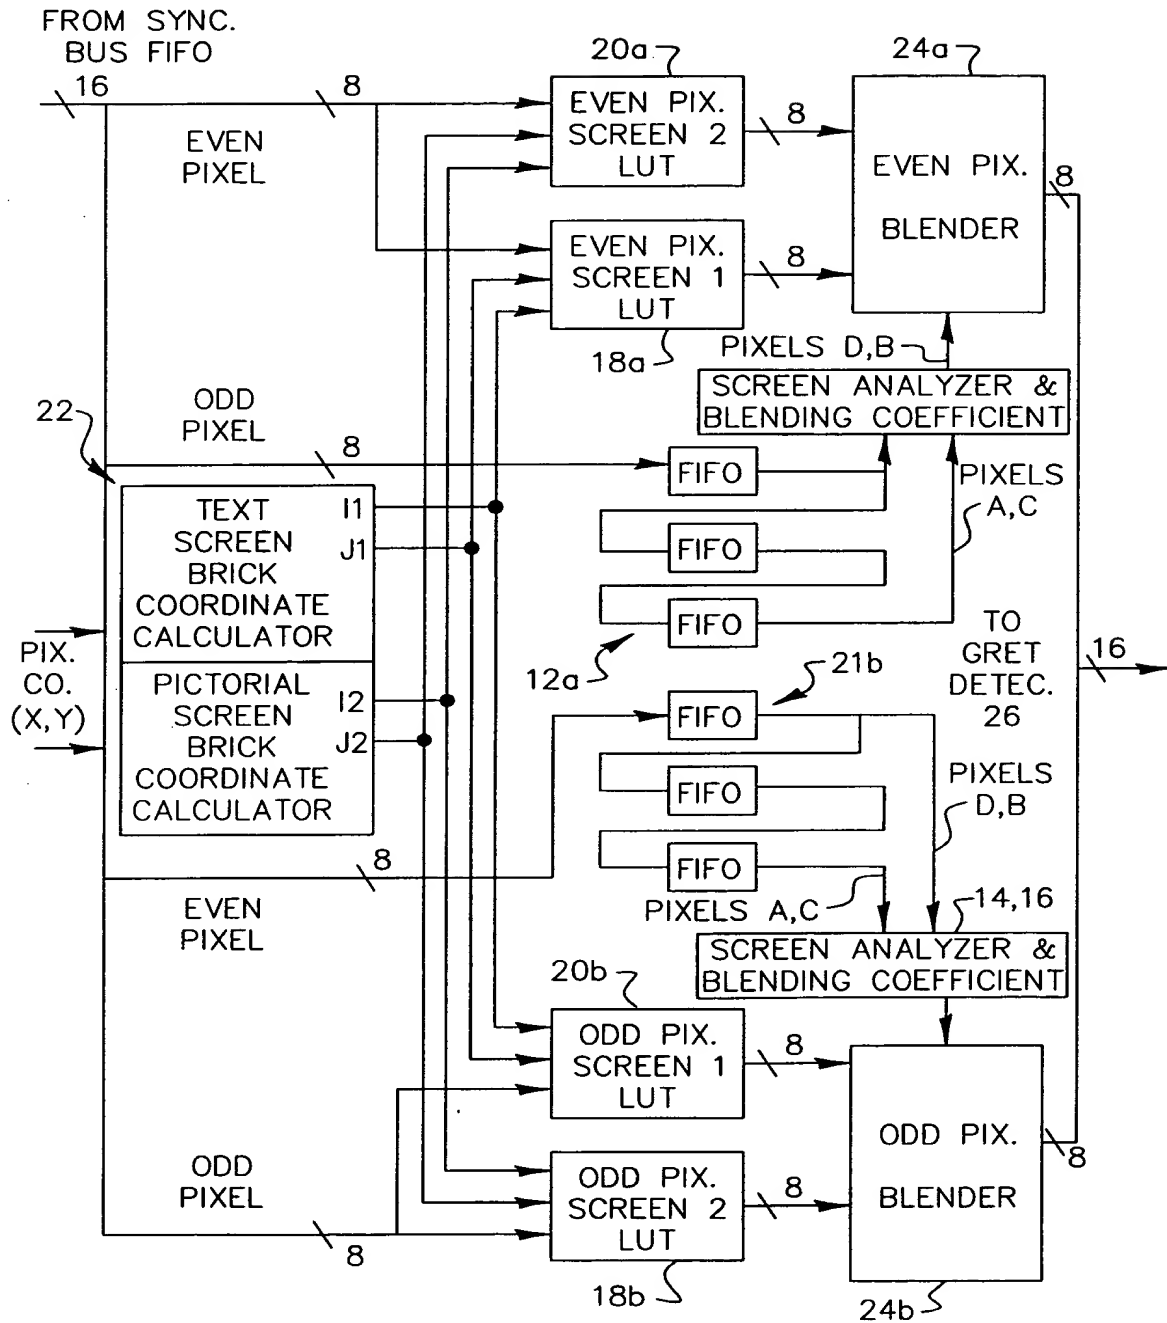 FROM SYNC.
BUS FIFO
16
8
EVEN
PIXEL
20a
EVEN PIX.
SCREEN 2
LUT
8
24a
EVEN PIX.
BLENDER
8
EVEN PIX.
SCREEN 1
LUT
8
18a
PIXELS D,B
SCREEN ANALYZER &
BLENDING COEFFICIENT
ODD
PIXEL
8
22
FIFO
FIFO
FIFO
12a
PIXELS
A,C
TEXT
SCREEN
BRICK
COORDINATE
CALCULATOR
I1
J1
PICTORIAL
SCREEN
BRICK
COORDINATE
CALCULATOR
I2
J2
PIX.
CO.
(X,Y)
TO
GRET
DETEC.
26
16
21b
FIFO
FIFO
FIFO
PIXELS
D,B
PIXELS A,C
14,16
8
EVEN
PIXEL
SCREEN ANALYZER &
BLENDING COEFFICIENT
20b
ODD PIX.
SCREEN 1
LUT
8
ODD PIX.
BLENDER
8
24b
ODD
PIXEL
8
ODD PIX.
SCREEN 2
LUT
8
18b